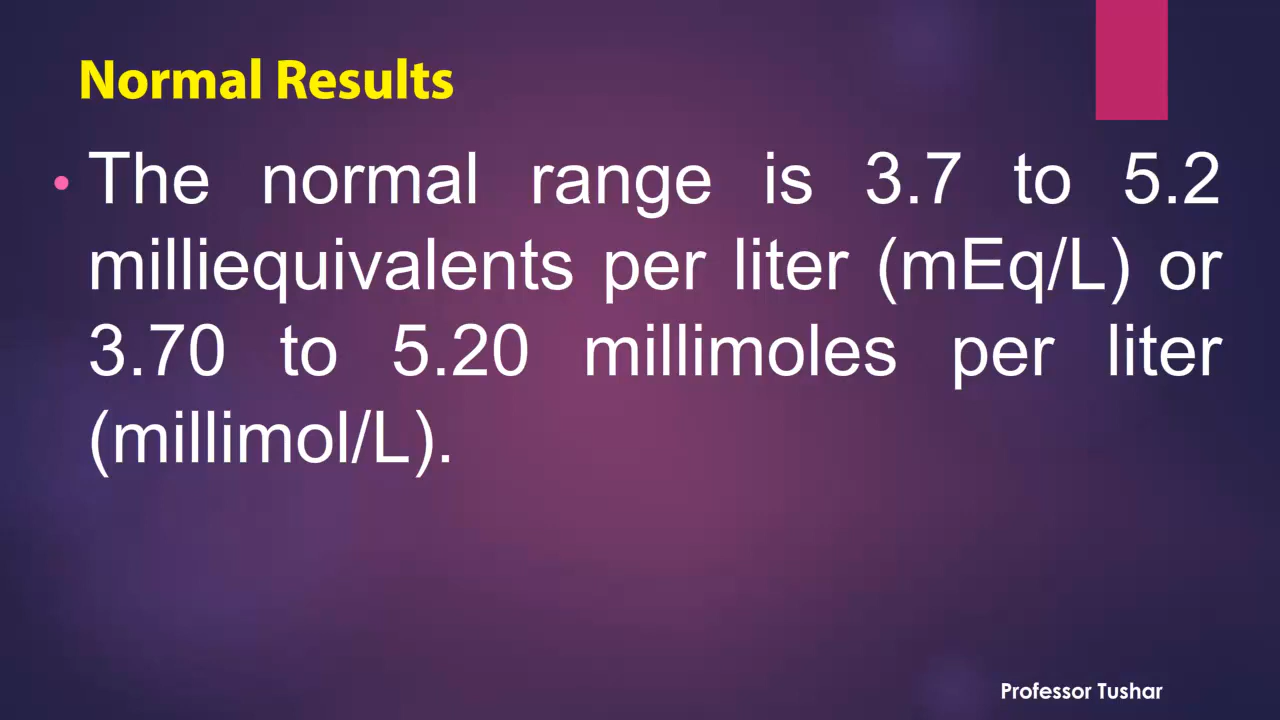 Normal Results
• The normal range is 3.7 to 5.2
milliequivalents per liter (mEq/L) or
3.70 to 5.20 millimoles per liter
(millimol/L).
Professor Tushar